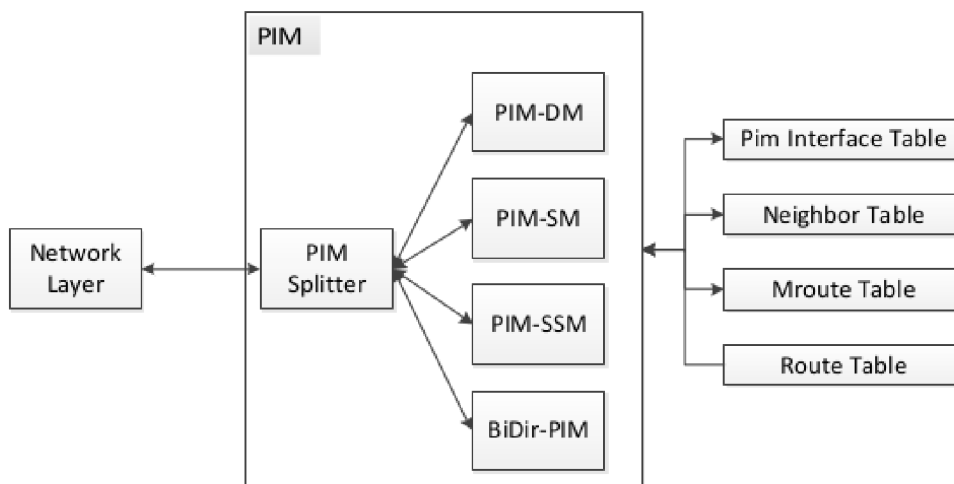 PIM
PIM-DM
PIM-SM
PIM-SSM
BiDir-PIM
Network
Layer
PIM
Splitter
Pim Interface Table
Neighbor Table
Mroute Table
Route Table